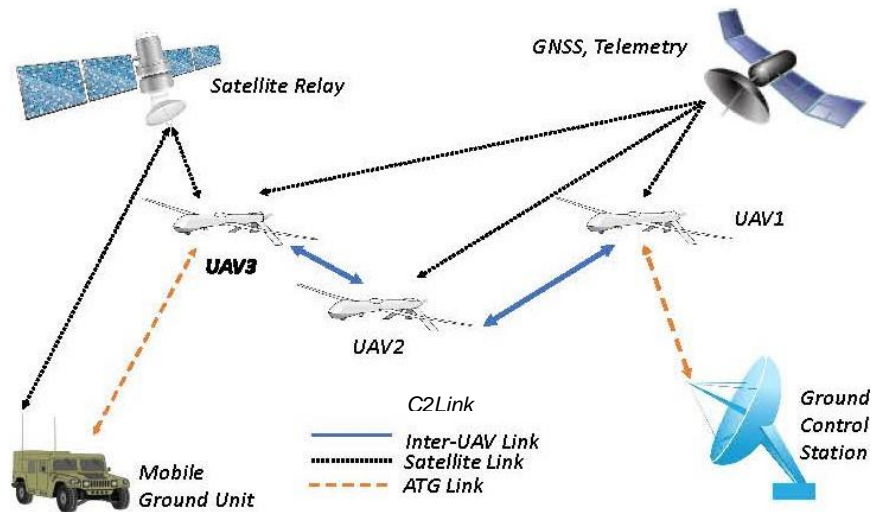 GNSS, Telemetry
Satellite Relay
UAV1
UAV3
UAV2
C2Link
Inter-UAV Link
Satellite Link
ATG Link
Ground
Control
Station
Mobile
Ground Unit